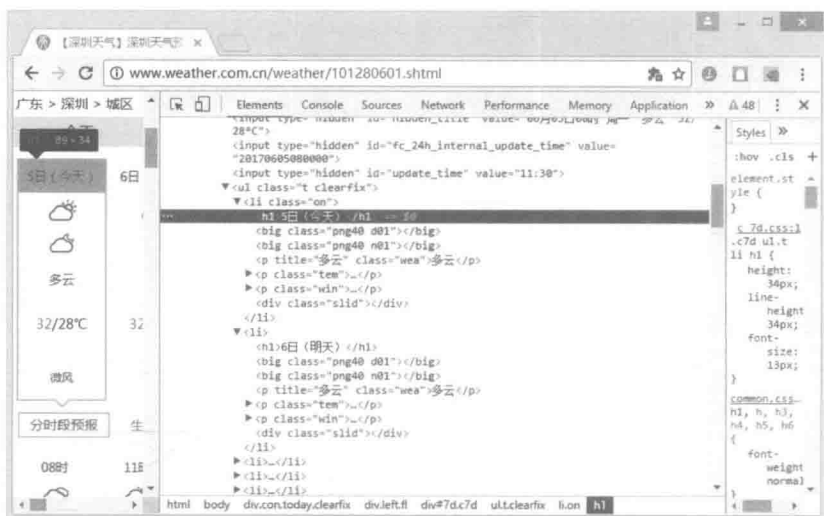 【深圳天气】深圳天气
www.weather.com.cn/weather/101280601.shtml
广东 > 深圳 > 城区
Elements Console Sources Network Performance Memory Application » 48
28°C">
<input type="hidden" id="fc_24h_internal_update_time" value=
"20170605080000">
<input type="hidden" id="update_time" value="11:30">
▼<ul class="t clearfix">
▼<li class="on">
h1 5日（今天） /h1 == $0
<big class="png40 d01"></big>
<big class="png40 n01"></big>
<p title="多云" class="wea">多云</p>
▶<p class="tem">…</p>
▶<p class="win">…</p>
<div class="slid"></div>
</li>
▼<li>
<h1>6日（明天）</h1>
<big class="png40 d01"></big>
<big class="png40 n01"></big>
<p title="多云" class="wea">多云</p>
▶<p class="tem">…</p>
▶<p class="win">…</p>
<div class="slid"></div>
</li>
▶<li>…</li>
▶<li>…</li>
▶<li>…</li>
html body div.con.today.clearfix div.left.fl div#7d.c7d ul.t.clearfix li.on h1
89 × 34
5日（今天） 6日
多云
32/28℃ 32
微风
分时段预报 生
08时
Styles »
:hov .cls +
element.st
yle {
}
c_7d.css:1
.c7d ul.t
li h1 {
height:
34px;
line-
height
34px;
font-
size:
13px;
}
common.css…
h1, h, h3,
h4, h5, h6
{
font-
weight
normal
}